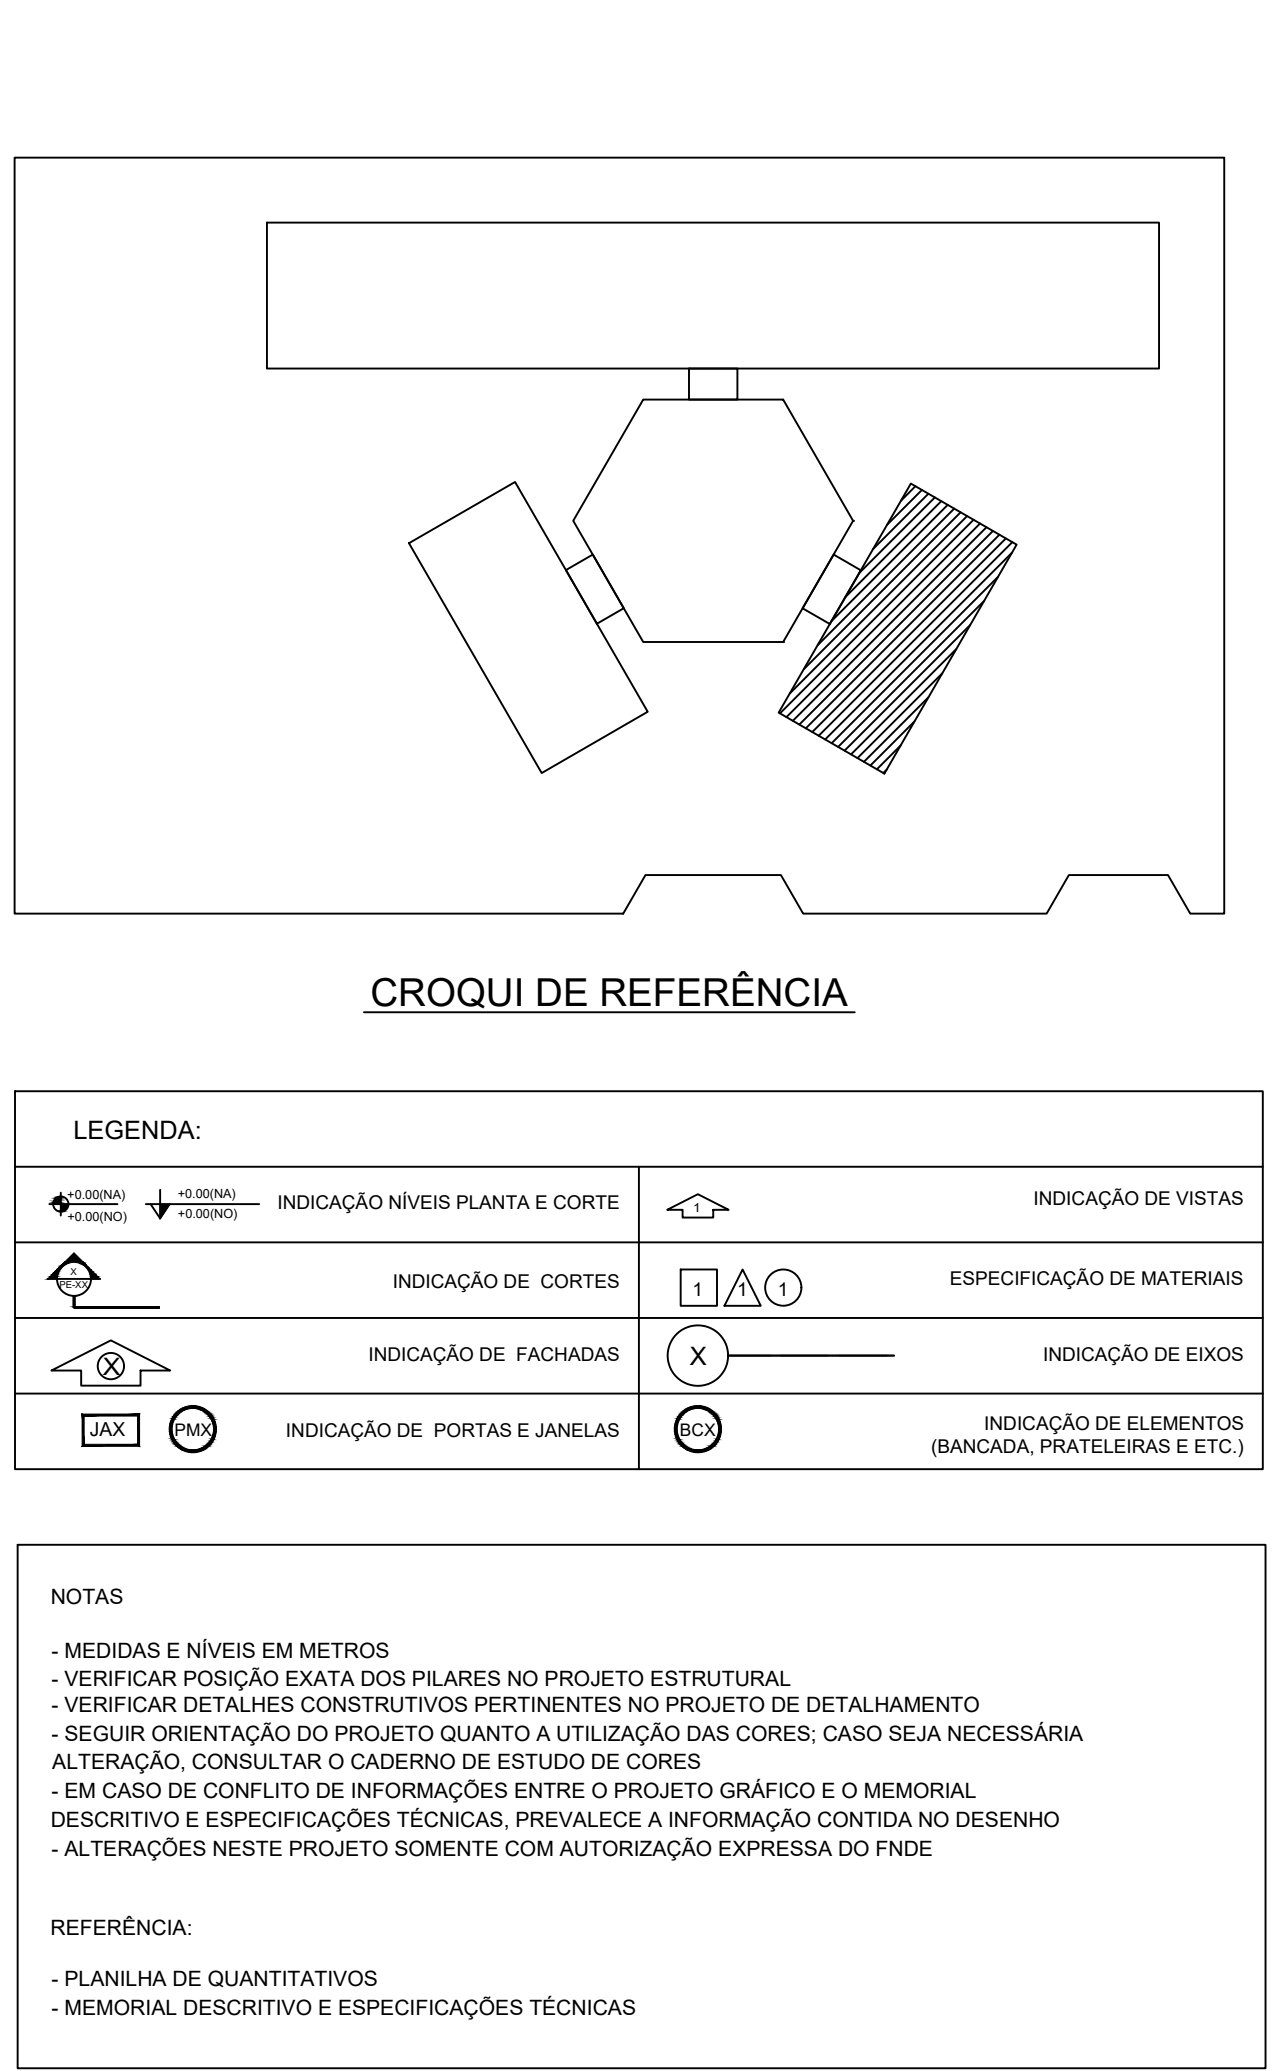 CROQUI DE REFERÊNCIA
LEGENDA:
+0.00(NA)
+0.00(NO)
+0.00(NA)
+0.00(NO)
INDICAÇÃO NÍVEIS PLANTA E CORTE
1
INDICAÇÃO DE VISTAS
X
PE-XX
INDICAÇÃO DE CORTES
1 1 1
ESPECIFICAÇÃO DE MATERIAIS
X
INDICAÇÃO DE FACHADAS
X
INDICAÇÃO DE EIXOS
JAX PMX
INDICAÇÃO DE PORTAS E JANELAS
BCX
INDICAÇÃO DE ELEMENTOS
(BANCADA, PRATELEIRAS E ETC.)
NOTAS
- MEDIDAS E NÍVEIS EM METROS
- VERIFICAR POSIÇÃO EXATA DOS PILARES NO PROJETO ESTRUTURAL
- VERIFICAR DETALHES CONSTRUTIVOS PERTINENTES NO PROJETO DE DETALHAMENTO
- SEGUIR ORIENTAÇÃO DO PROJETO QUANTO A UTILIZAÇÃO DAS CORES; CASO SEJA NECESSÁRIA
ALTERAÇÃO, CONSULTAR O CADERNO DE ESTUDO DE CORES
- EM CASO DE CONFLITO DE INFORMAÇÕES ENTRE O PROJETO GRÁFICO E O MEMORIAL
DESCRITIVO E ESPECIFICAÇÕES TÉCNICAS, PREVALECE A INFORMAÇÃO CONTIDA NO DESENHO
- ALTERAÇÕES NESTE PROJETO SOMENTE COM AUTORIZAÇÃO EXPRESSA DO FNDE
REFERÊNCIA:
- PLANILHA DE QUANTITATIVOS
- MEMORIAL DESCRITIVO E ESPECIFICAÇÕES TÉCNICAS